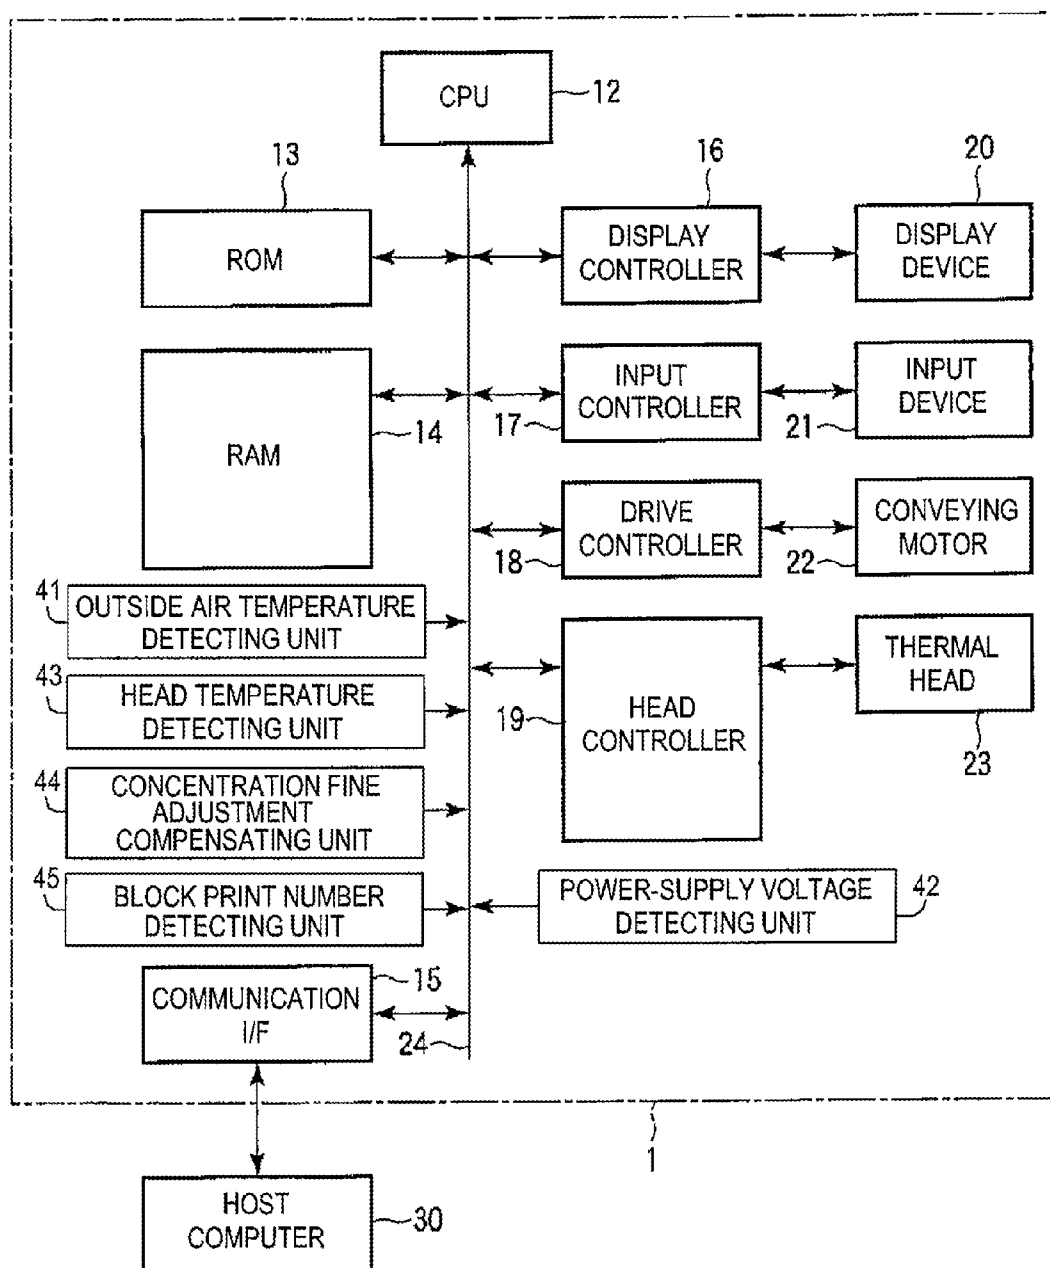 CPU
12
13
ROM
16
DISPLAY
CONTROLLER
20
DISPLAY
DEVICE
RAM
14
INPUT
CONTROLLER
17
INPUT
DEVICE
21
DRIVE
CONTROLLER
18
CONVEYING
MOTOR
22
41
OUTSIDE AIR TEMPERATURE
DETECTING UNIT
43
HEAD TEMPERATURE
DETECTING UNIT
HEAD
CONTROLLER
19
THERMAL
HEAD
23
44
CONCENTRATION FINE
ADJUSTMENT
COMPENSATING UNIT
45
BLOCK PRINT NUMBER
DETECTING UNIT
POWER-SUPPLY VOLTAGE
DETECTING UNIT
42
15
COMMUNICATION
I/F
24
1
HOST
COMPUTER
30